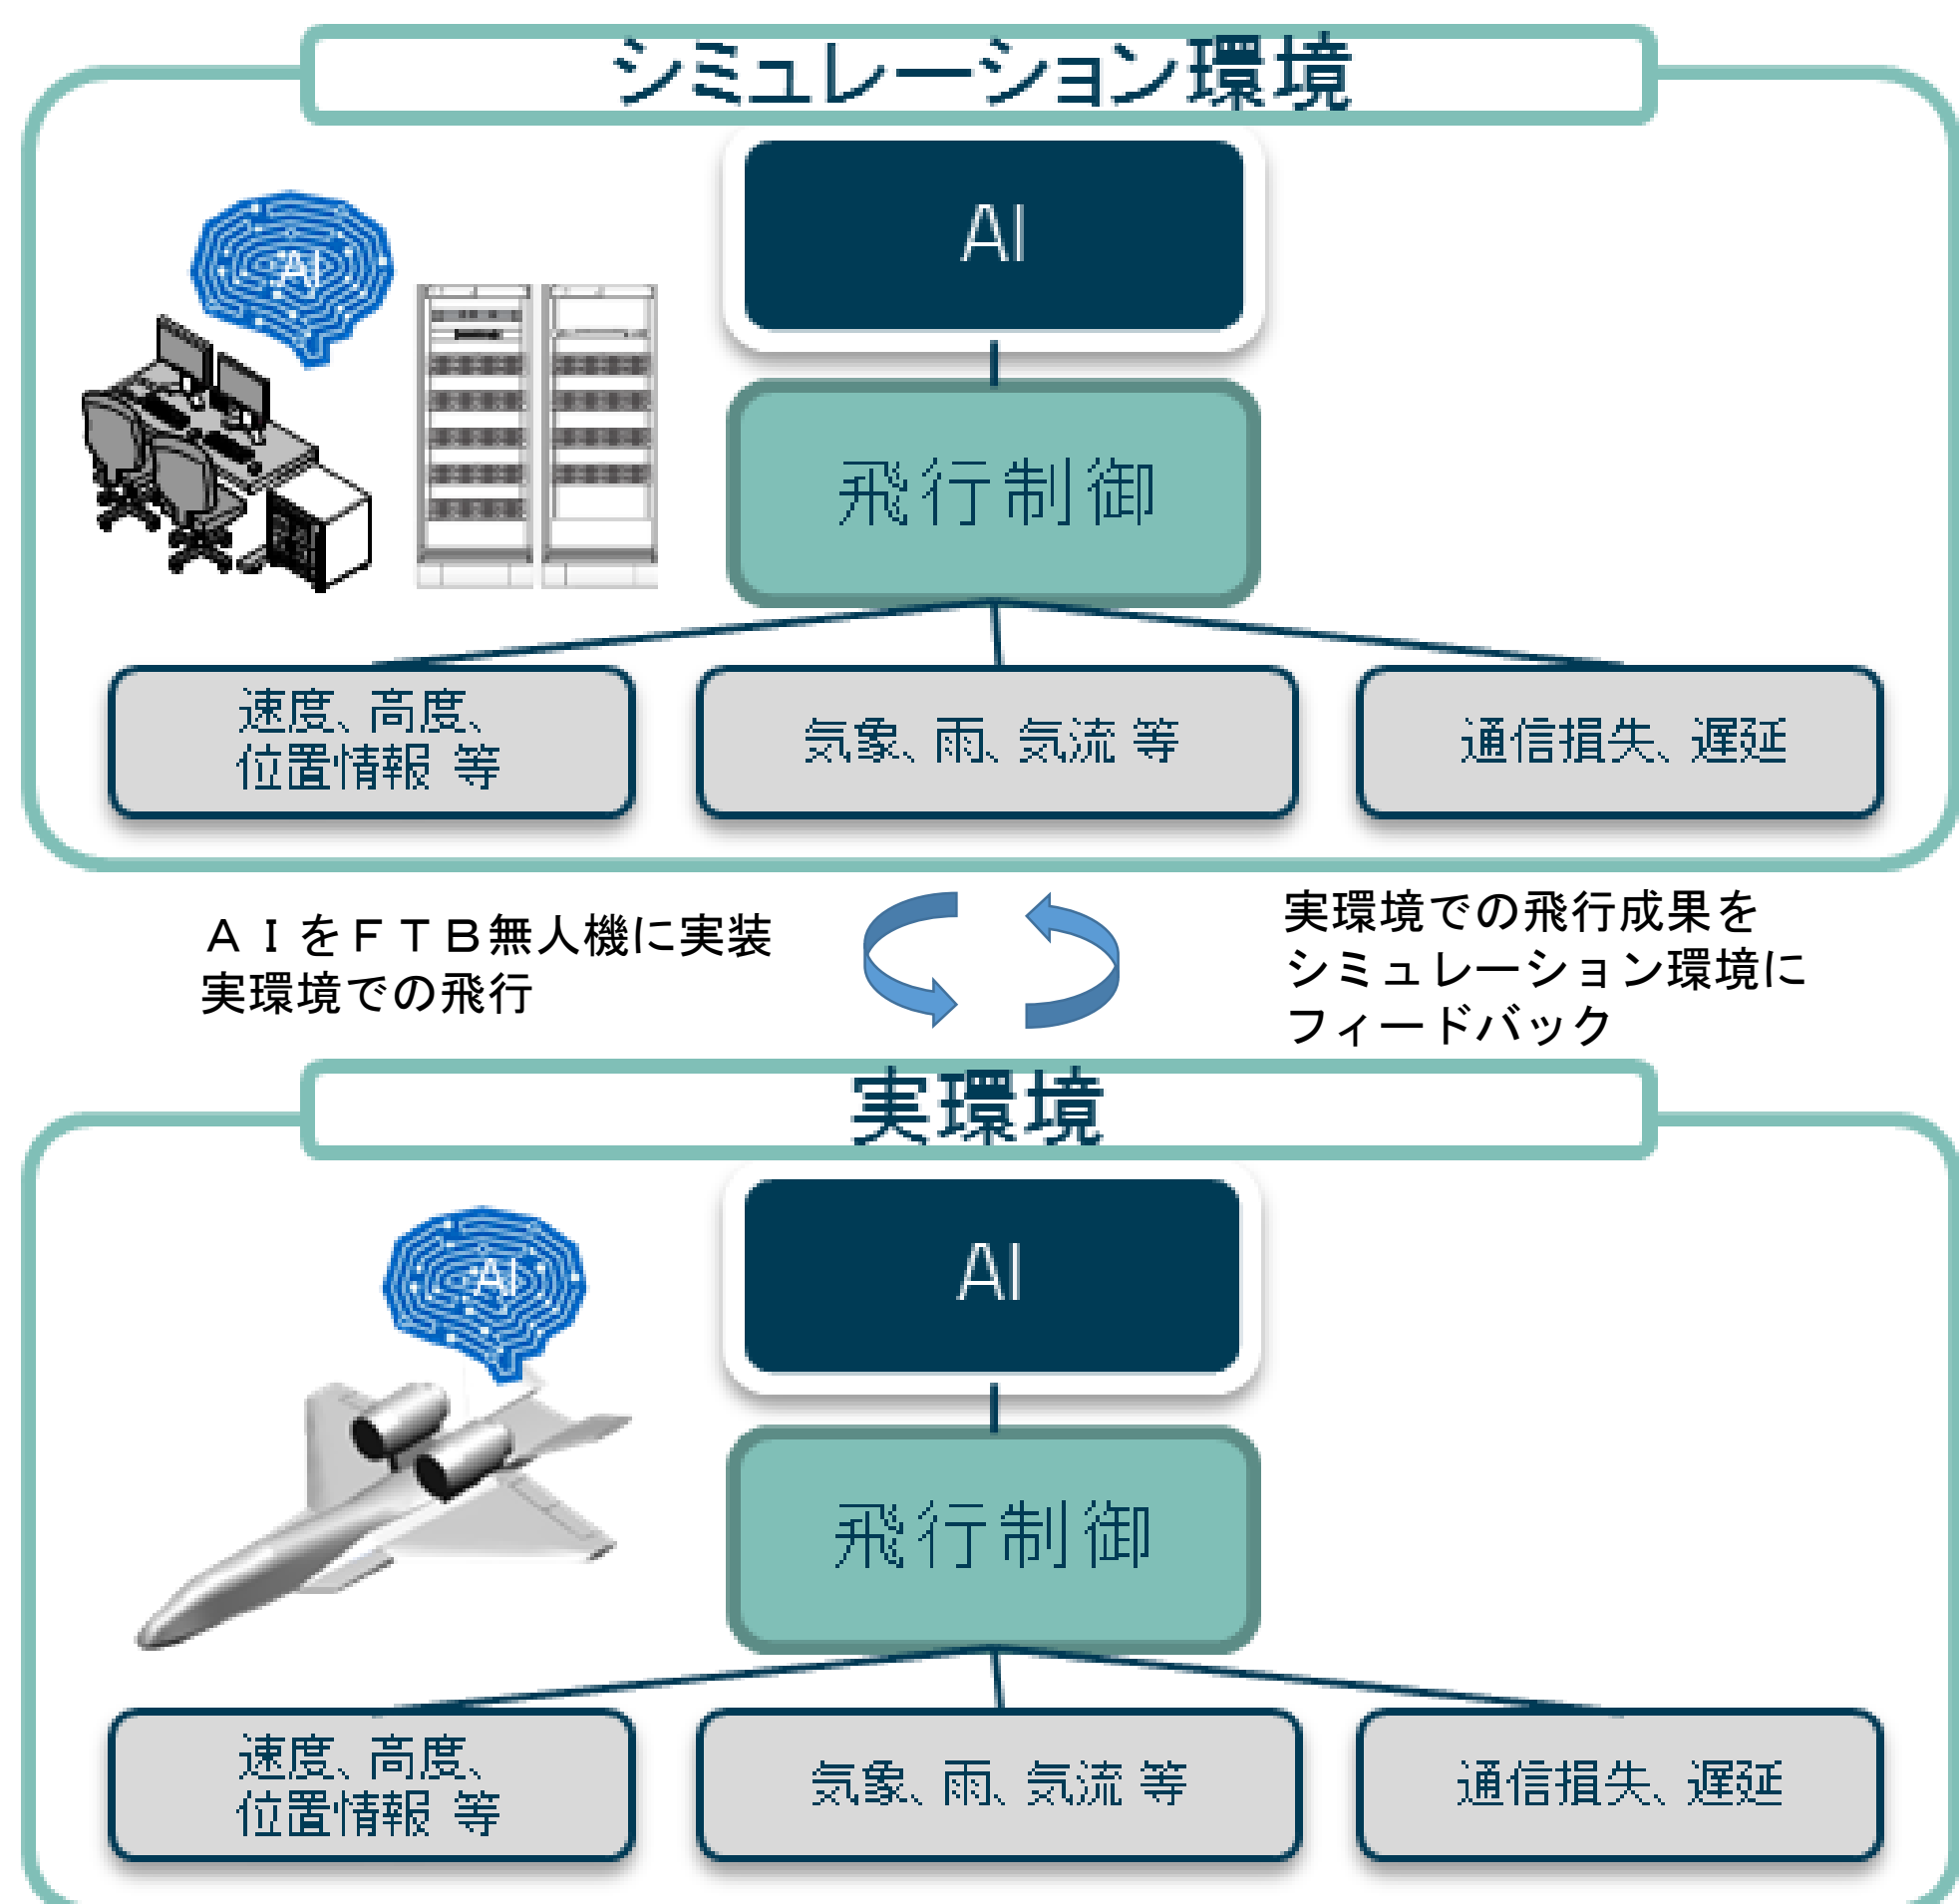 シミュレーション環境
AI
AI
飛行制御
速度、高度、
位置情報 等
気象、雨、気流 等
通信損失、遅延
ＡＩをＦＴＢ無人機に実装
実環境での飛行
実環境での飛行成果を
シミュレーション環境に
フィードバック
実環境
AI
AI
飛行制御
速度、高度、
位置情報 等
気象、雨、気流 等
通信損失、遅延